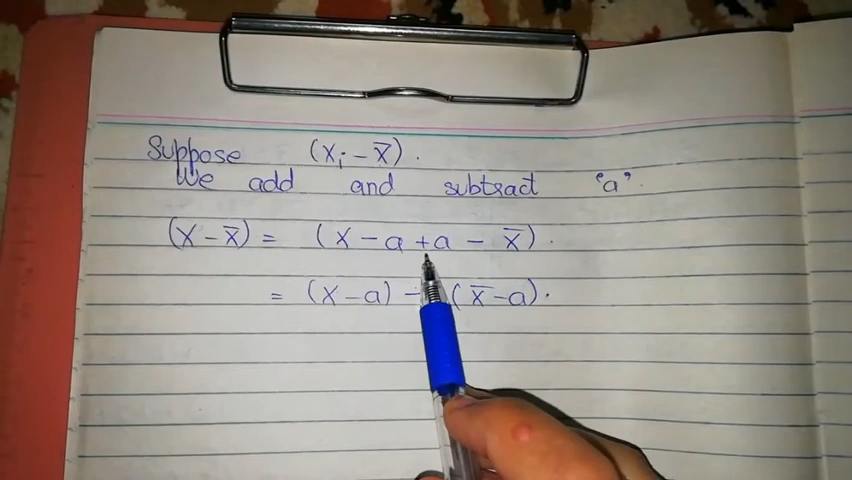 Suppose (Xᵢ - X̄).
We add and subtract "a".
(X - X̄) = (X - a + a - X̄).
= (X - a) - (X̄ - a).